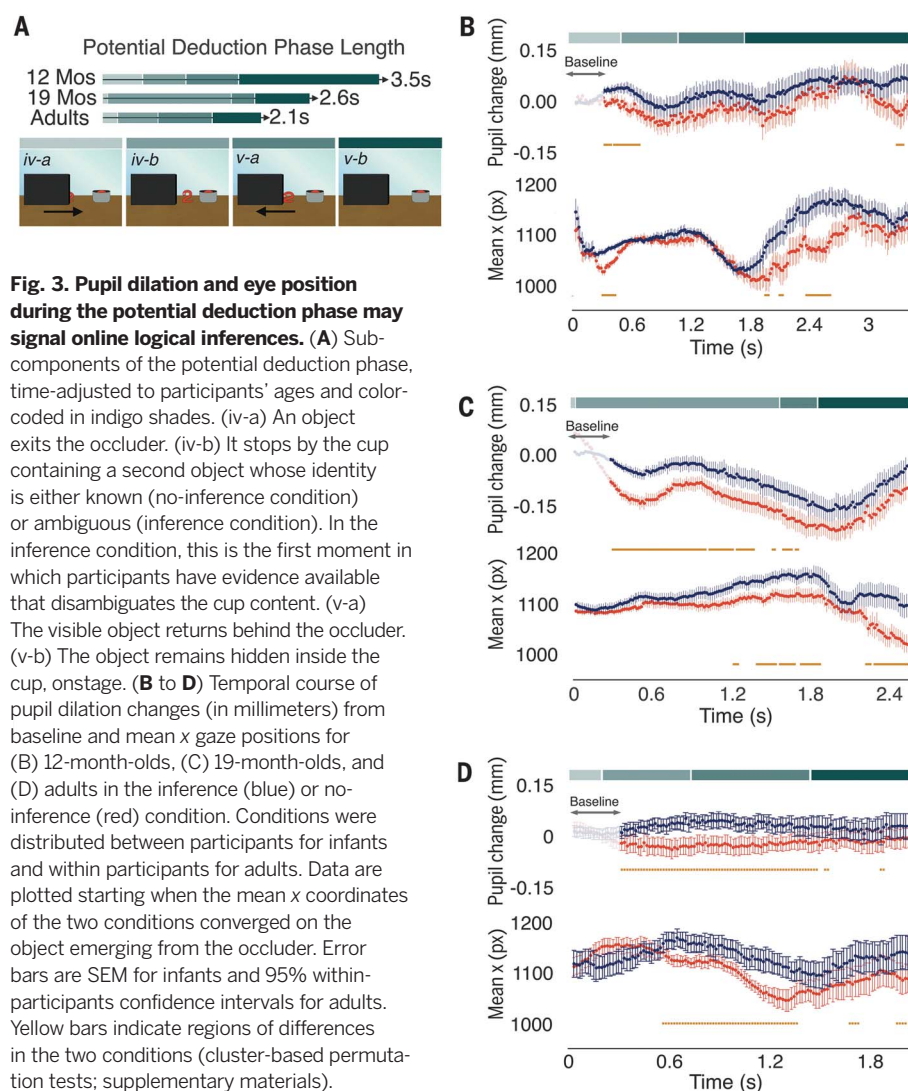 A
Potential Deduction Phase Length
12 Mos
3.5s
19 Mos
2.6s
Adults
2.1s
iv-a
iv-b
v-a
v-b
Fig. 3. Pupil dilation and eye position
during the potential deduction phase may
signal online logical inferences. (A) Sub-
components of the potential deduction phase,
time-adjusted to participants’ ages and color-
coded in indigo shades. (iv-a) An object
exits the occluder. (iv-b) It stops by the cup
containing a second object whose identity
is either known (no-inference condition)
or ambiguous (inference condition). In the
inference condition, this is the first moment in
which participants have evidence available
that disambiguates the cup content. (v-a)
The visible object returns behind the occluder.
(v-b) The object remains hidden inside the
cup, onstage. (B to D) Temporal course of
pupil dilation changes (in millimeters) from
baseline and mean x gaze positions for
(B) 12-month-olds, (C) 19-month-olds, and
(D) adults in the inference (blue) or no-
inference (red) condition. Conditions were
distributed between participants for infants
and within participants for adults. Data are
plotted starting when the mean x coordinates
of the two conditions converged on the
object emerging from the occluder. Error
bars are SEM for infants and 95% within-
participants confidence intervals for adults.
Yellow bars indicate regions of differences
in the two conditions (cluster-based permuta-
tion tests; supplementary materials).
B
Pupil change (mm)
0.15
0.00
-0.15
Baseline
Mean x (px)
1200
1100
1000
0 0.6 1.2 1.8 2.4 3
Time (s)
C
Pupil change (mm)
0.15
0.00
-0.15
Baseline
Mean x (px)
1200
1100
1000
0 0.6 1.2 1.8 2.4
Time (s)
D
Pupil change (mm)
0.15
0
-0.15
Baseline
Mean x (px)
1200
1100
1000
0 0.6 1.2 1.8
Time (s)